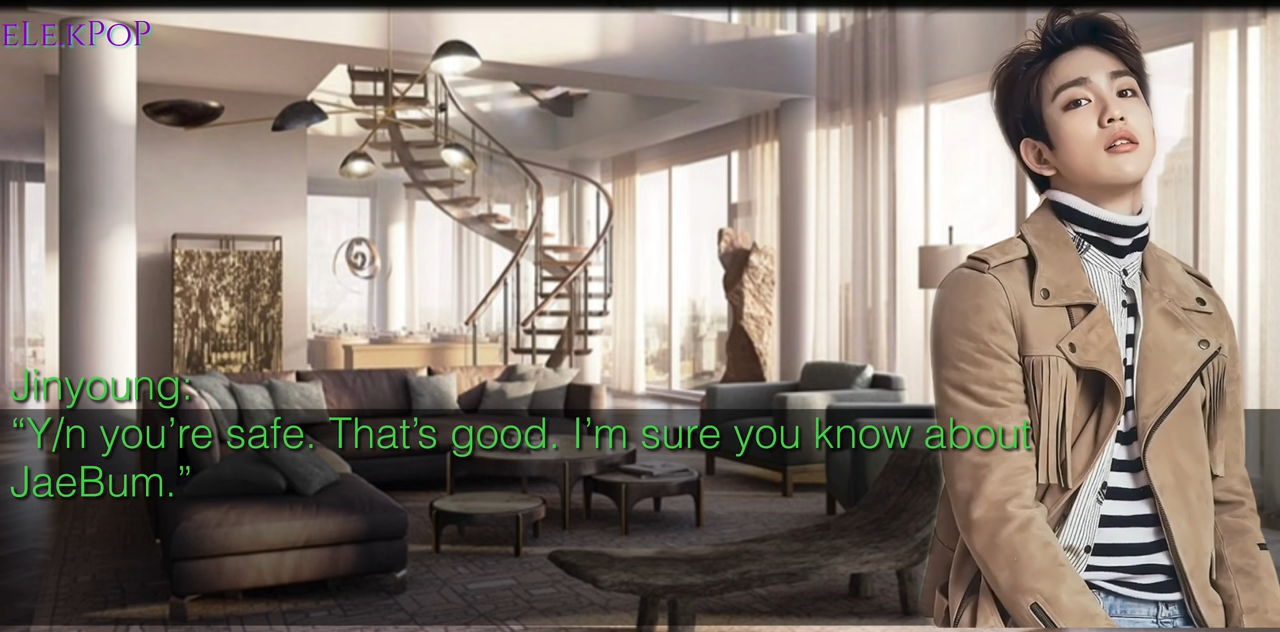 eLe.kPoP
Jinyoung:
“Y/n you’re safe. That’s good. I’m sure you know about
JaeBum.”